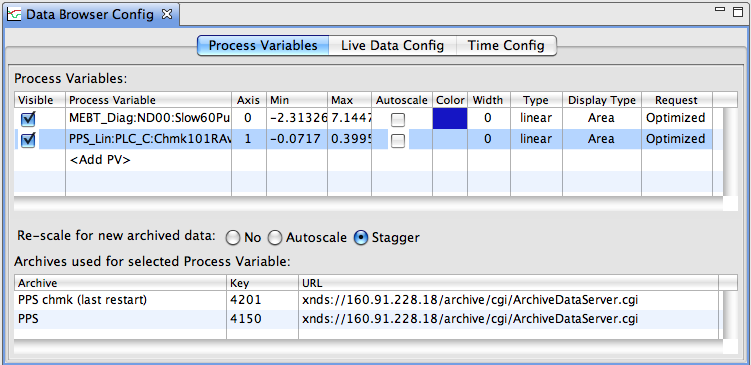 Data Browser Config
Process Variables Live Data Config Time Config
Process Variables:
Visible Process Variable Axis Min Max Autoscale Color Width Type Display Type Request
MEBT_Diag:ND00:Slow60Pu 0 -2.31326 7.1447 0 linear Area Optimized
PPS_Lin:PLC_C:Chmk101RAv 1 -0.0717 0.3995 0 linear Area Optimized
<Add PV>
Re-scale for new archived data: No Autoscale Stagger
Archives used for selected Process Variable:
Archive Key URL
PPS chmk (last restart) 4201 xnds://160.91.228.18/archive/cgi/ArchiveDataServer.cgi
PPS 4150 xnds://160.91.228.18/archive/cgi/ArchiveDataServer.cgi